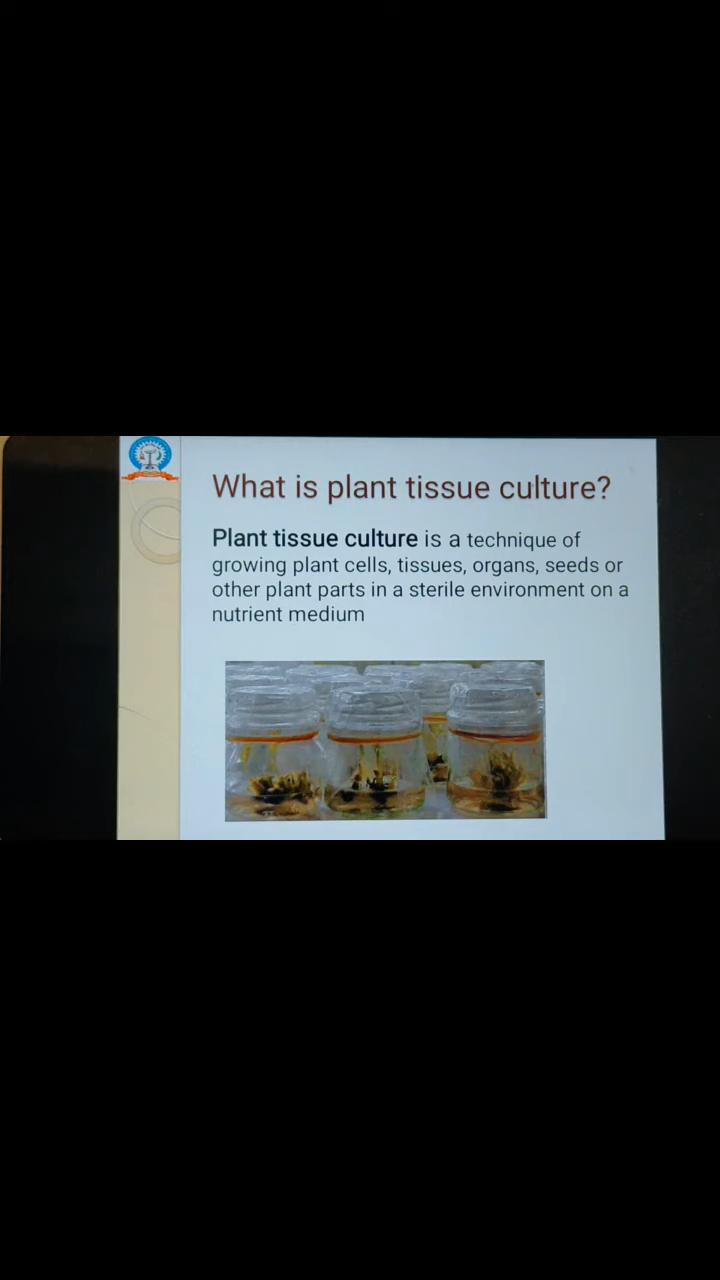 What is plant tissue culture?
Plant tissue culture is a technique of
growing plant cells, tissues, organs, seeds or
other plant parts in a sterile environment on a
nutrient medium